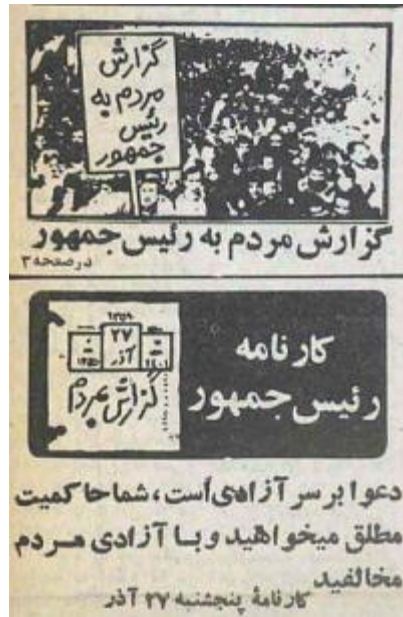 گزارش
مردم به
رئیس
جمهور
گزارش مردم به رئیس جمهور
در صفحه ۳
کارنامه
رئیس جمهور
۱۳۵۹
۲۷
آذر
گزارش بمردم
دعوا بر سر آزادی است، شما حاکمیت
مطلق میخواهید و با آزادی مردم
مخالفید
کارنامهٔ پنجشنبه ۲۷ آذر